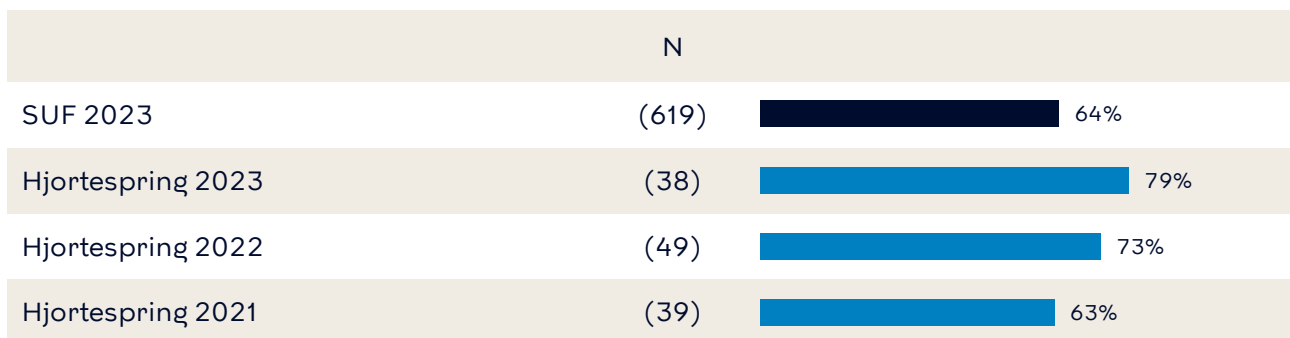 N
SUF 2023 (619) 64%
Hjortespring 2023 (38) 79%
Hjortespring 2022 (49) 73%
Hjortespring 2021 (39) 63%